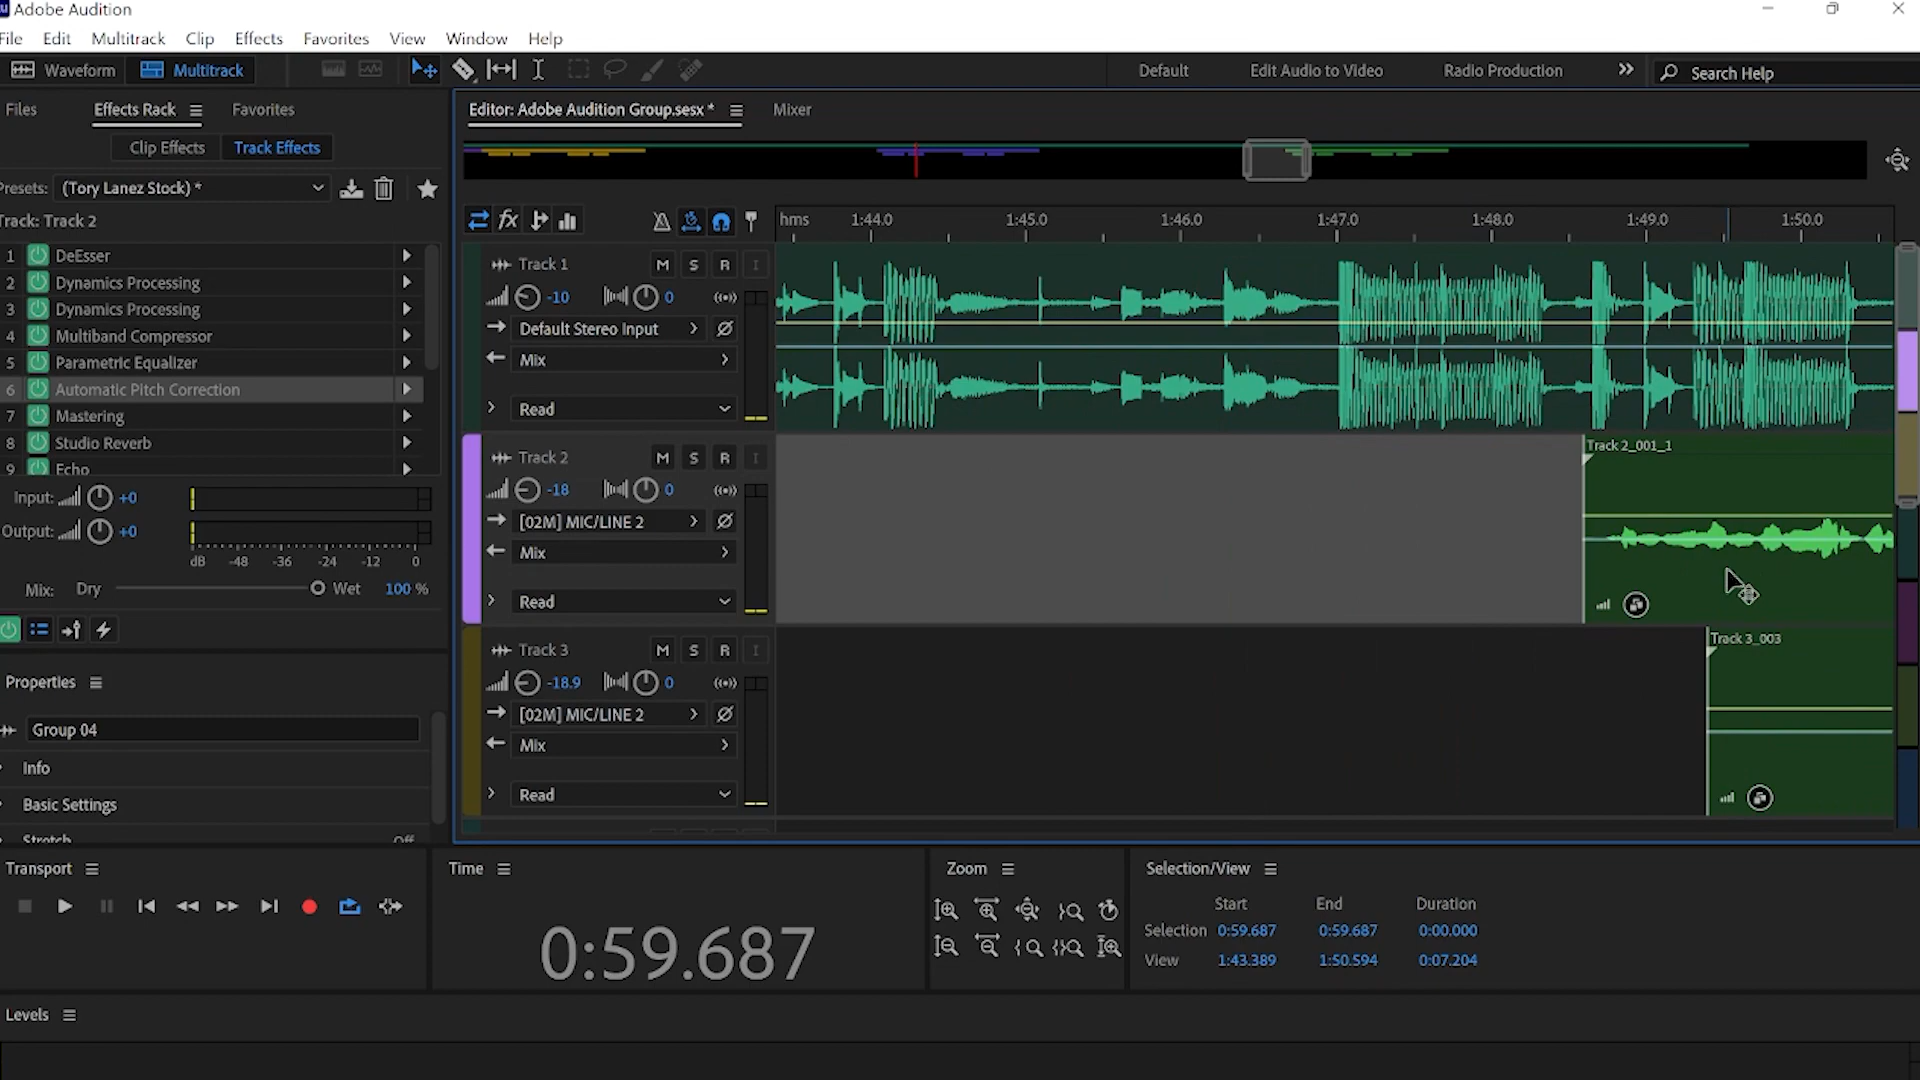 Adobe Audition
File Edit Multitrack Clip Effects Favorites View Window Help
Waveform Multitrack Default Edit Audio to Video Radio Production Search Help
Files Effects Rack Favorites Editor: Adobe Audition Group.sesx * Mixer
Clip Effects Track Effects
Presets: (Tory Lanez Stock) *
Track: Track 2
hms 1:44.0 1:45.0 1:46.0 1:47.0 1:48.0 1:49.0 1:50.0
1 DeEsser
2 Dynamics Processing
3 Dynamics Processing
4 Multiband Compressor
5 Parametric Equalizer
6 Automatic Pitch Correction
7 Mastering
8 Studio Reverb
9 Echo
Input: +0
Output: +0
dB -48 -36 -24 -12 0
Mix: Dry Wet 100 %
Track 1 M S R I
-10 0
Default Stereo Input
Mix
Read
Track 2 M S R I
-18 0
[02M] MIC/LINE 2
Mix
Read
Track 2_001_1
Track 3 M S R I
-18.9 0
[02M] MIC/LINE 2
Mix
Read
Track 3_003
Properties
Group 04
Info
Basic Settings
Stretch Off
Transport
Time
0:59.687
Zoom
Selection/View
Start End Duration
Selection 0:59.687 0:59.687 0:00.000
View 1:43.389 1:50.594 0:07.204
Levels